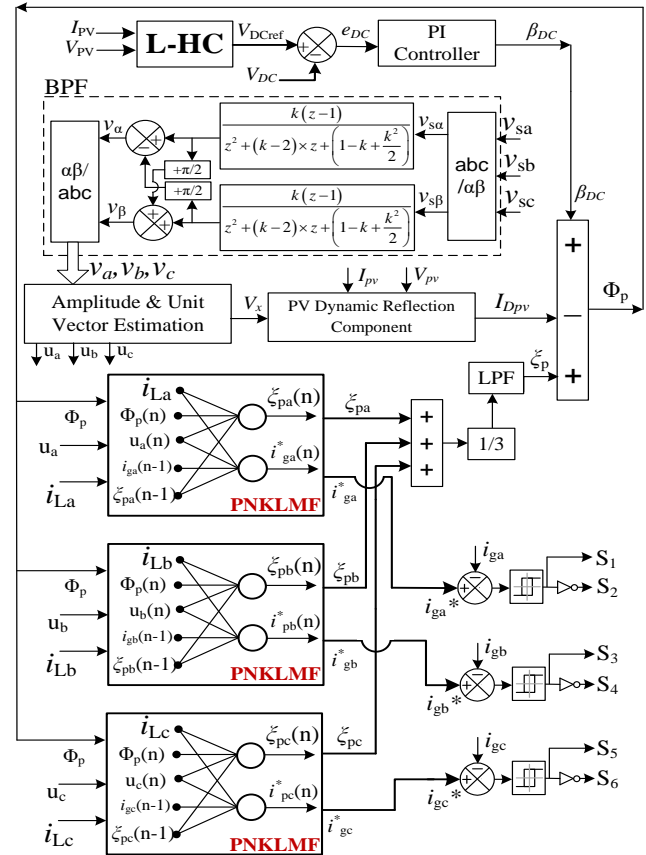 I_PV
V_PV
L-HC
V_DCref
e_DC
PI
Controller
β_DC
V_DC
BPF
αβ/
abc
v_α
v_β
+π/2
+π/2
k(z−1)
z² + (k−2)×z + (1−k+k²/2)
k(z−1)
z² + (k−2)×z + (1−k+k²/2)
v_sα
v_sβ
abc
/αβ
v_sa
v_sb
v_sc
β_DC
v_a, v_b, v_c
Amplitude & Unit
Vector Estimation
u_a u_b u_c
V_x
I_pv V_pv
PV Dynamic Reflection
Component
I_Dpv
+
−
+
Φ_p
ξ_p
LPF
1/3
+
+
+
Φ_p
u_a
i_La
i_La
Φ_p(n)
u_a(n)
i_ga(n-1)
ξ_pa(n-1)
ξ_pa(n)
i*_ga(n)
PNKLMF
ξ_pa
i*_ga
Φ_p
u_b
i_Lb
i_Lb
Φ_p(n)
u_b(n)
i_gb(n-1)
ξ_pb(n-1)
ξ_pb(n)
i*_pb(n)
PNKLMF
ξ_pb
i*_gb
Φ_p
u_c
i_Lc
i_Lc
Φ_p(n)
u_c(n)
i_gc(n-1)
ξ_pc(n-1)
ξ_pc(n)
i*_pc(n)
PNKLMF
ξ_pc
i*_gc
i_ga
i_ga*
S_1
S_2
i_gb
i_gb*
S_3
S_4
i_gc
i_gc*
S_5
S_6